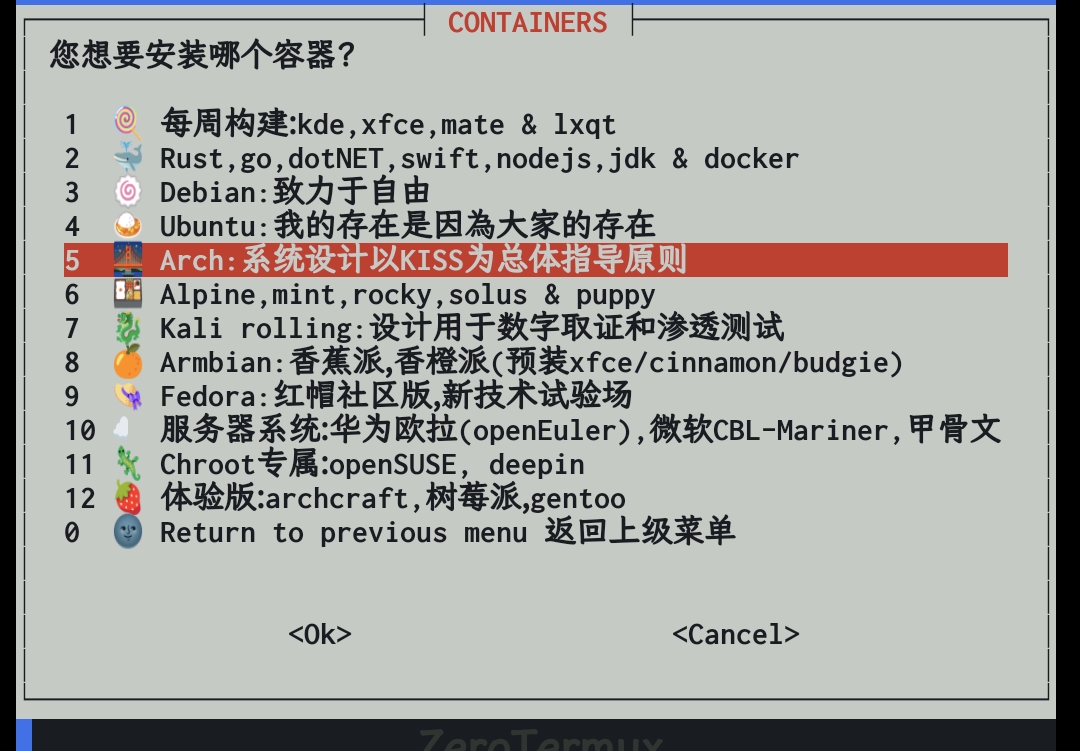 CONTAINERS
您想要安装哪个容器?
1 每周构建:kde,xfce,mate & lxqt
2 Rust,go,dotNET,swift,nodejs,jdk & docker
3 Debian:致力于自由
4 Ubuntu:我的存在是因為大家的存在
5 Arch:系统设计以KISS为总体指导原则
6 Alpine,mint,rocky,solus & puppy
7 Kali rolling:设计用于数字取证和渗透测试
8 Armbian:香蕉派,香橙派(预装xfce/cinnamon/budgie)
9 Fedora:红帽社区版,新技术试验场
10 服务器系统:华为欧拉(openEuler),微软CBL-Mariner,甲骨文
11 Chroot专属:openSUSE, deepin
12 体验版:archcraft,树莓派,gentoo
0 Return to previous menu 返回上级菜单
<Ok> <Cancel>
ZeroTermux